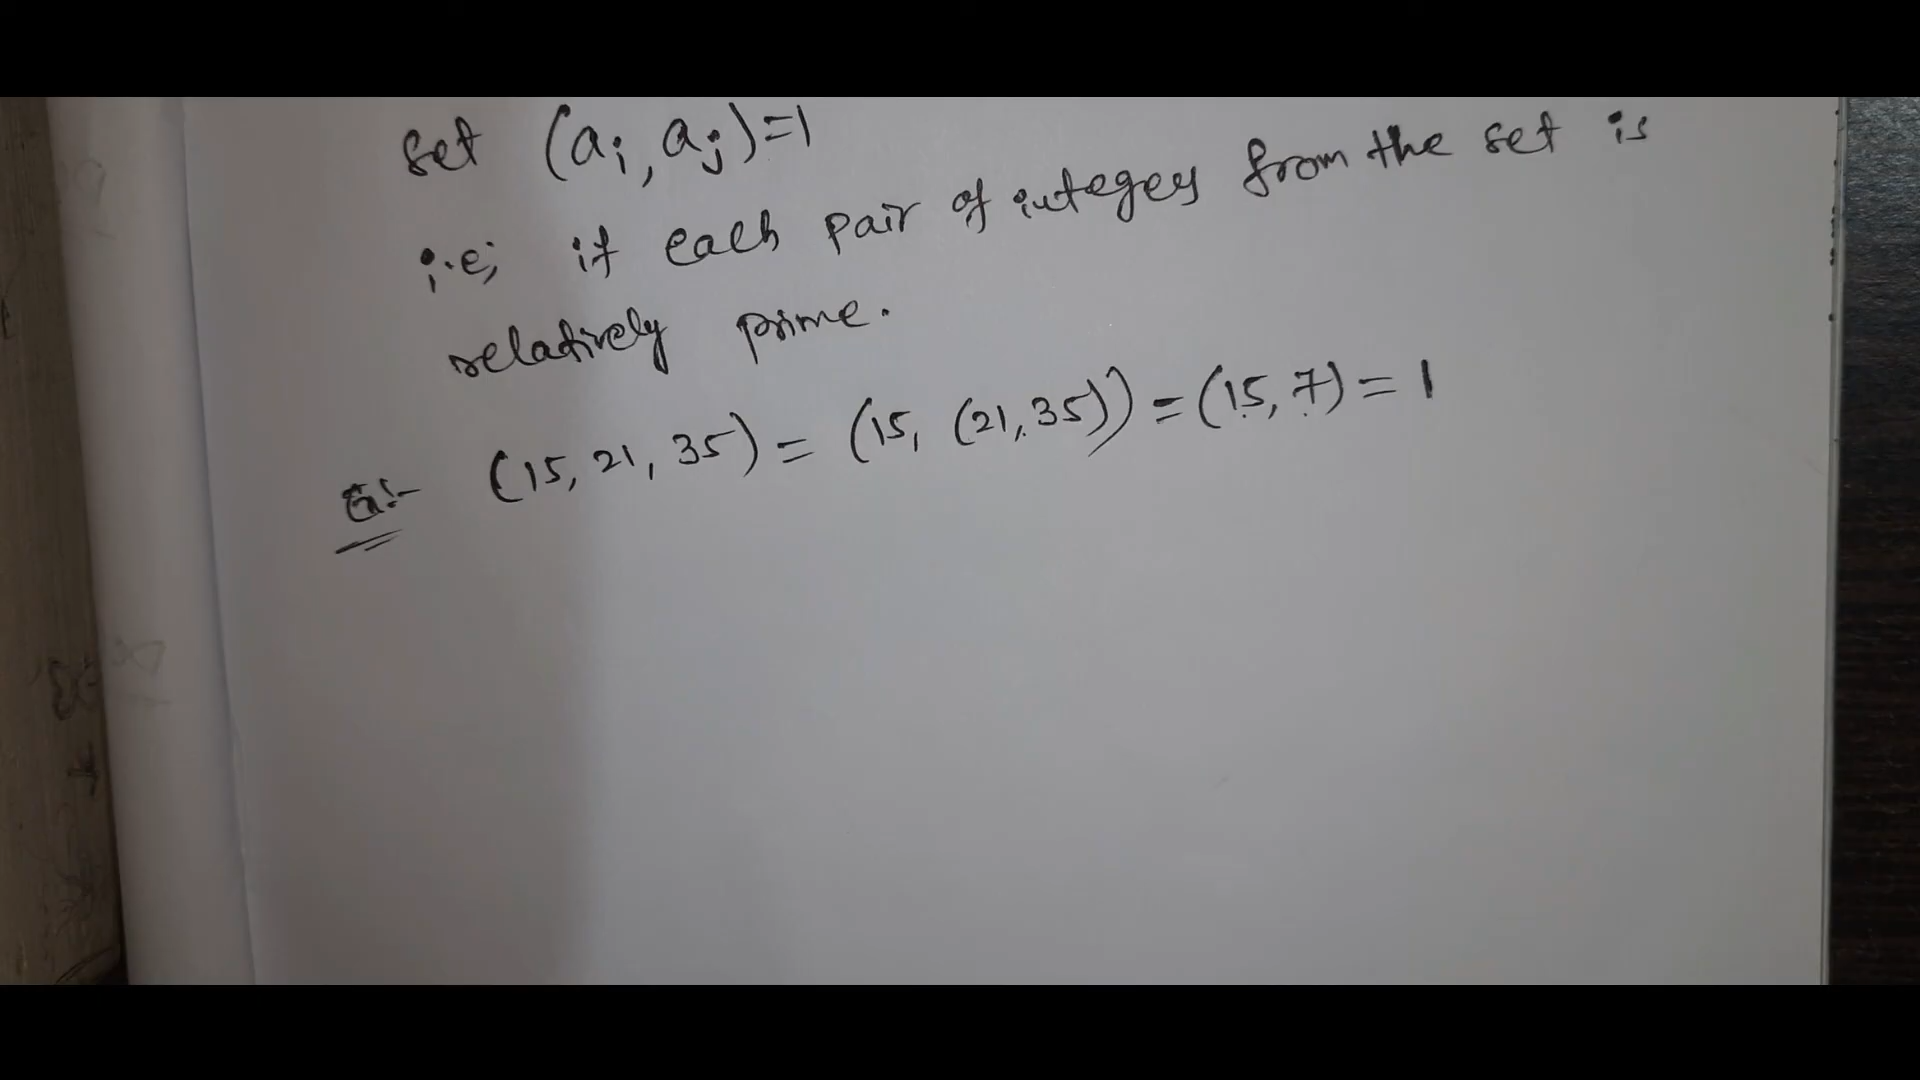 set (ai, aj)=1
i.e; if each pair of integers from the set is
relatively prime.
Ex:- (15, 21, 35) = (15, (21, 35)) = (15, 7) = 1